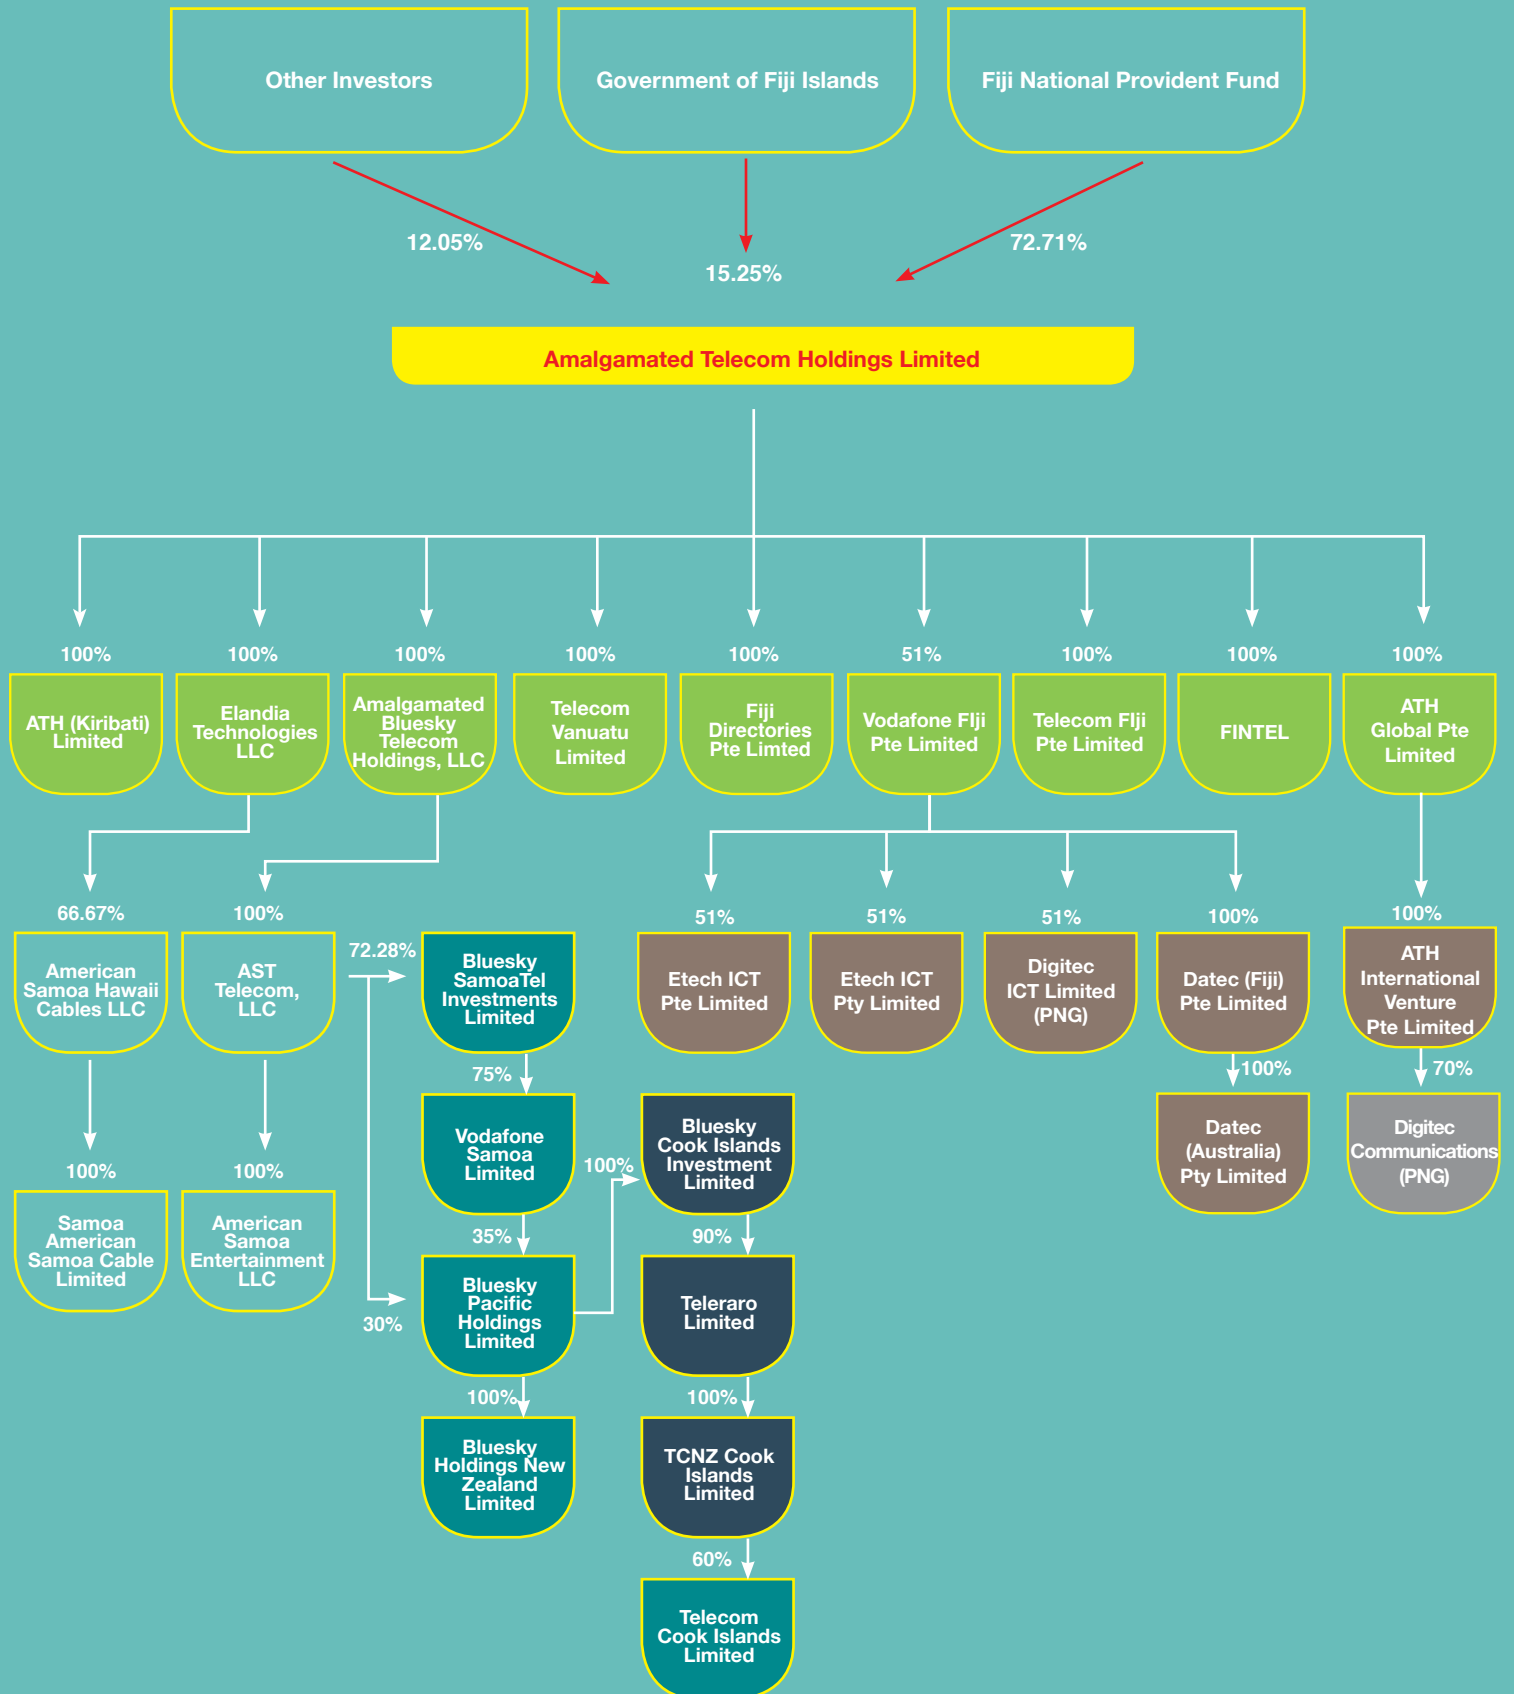 Other Investors
Government of Fiji Islands
Fiji National Provident Fund
12.05%
15.25%
72.71%
Amalgamated Telecom Holdings Limited
100%
100%
100%
100%
100%
51%
100%
100%
100%
ATH (Kiribati)
Limited
Elandia
Technologies
LLC
Amalgamated
Bluesky
Telecom
Holdings, LLC
Telecom
Vanuatu
Limited
Fiji
Directories
Pte Limted
Vodafone FIji
Pte Limited
Telecom FIji
Pte Limited
FINTEL
ATH
Global Pte
Limited
66.67%
100%
72.28%
51%
51%
51%
100%
100%
American
Samoa Hawaii
Cables LLC
AST
Telecom,
LLC
Bluesky
SamoaTel
Investments
Limited
Etech ICT
Pte Limited
Etech ICT
Pty Limited
Digitec
ICT Limited
(PNG)
Datec (Fiji)
Pte Limited
ATH
International
Venture
Pte Limited
75%
100%
70%
Vodafone
Samoa
Limited
100%
Bluesky
Cook Islands
Investment
Limited
Datec
(Australia)
Pty Limited
Digitec
Communications
(PNG)
100%
100%
Samoa
American
Samoa Cable
Limited
American
Samoa
Entertainment
LLC
35%
90%
30%
Bluesky
Pacific
Holdings
Limited
Teleraro
Limited
100%
100%
Bluesky
Holdings New
Zealand
Limited
TCNZ Cook
Islands
Limited
60%
Telecom
Cook Islands
Limited